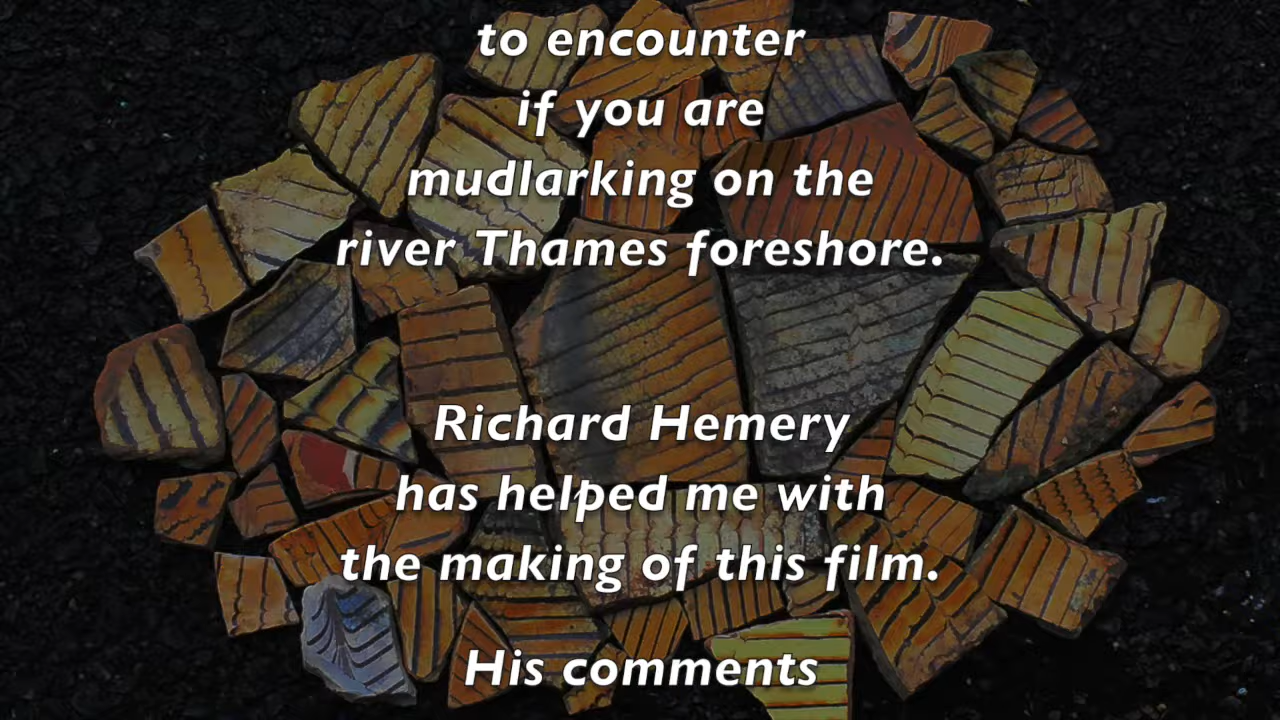 to encounter
if you are
mudlarking on the
river Thames foreshore.
Richard Hemery
has helped me with
the making of this film.
His comments